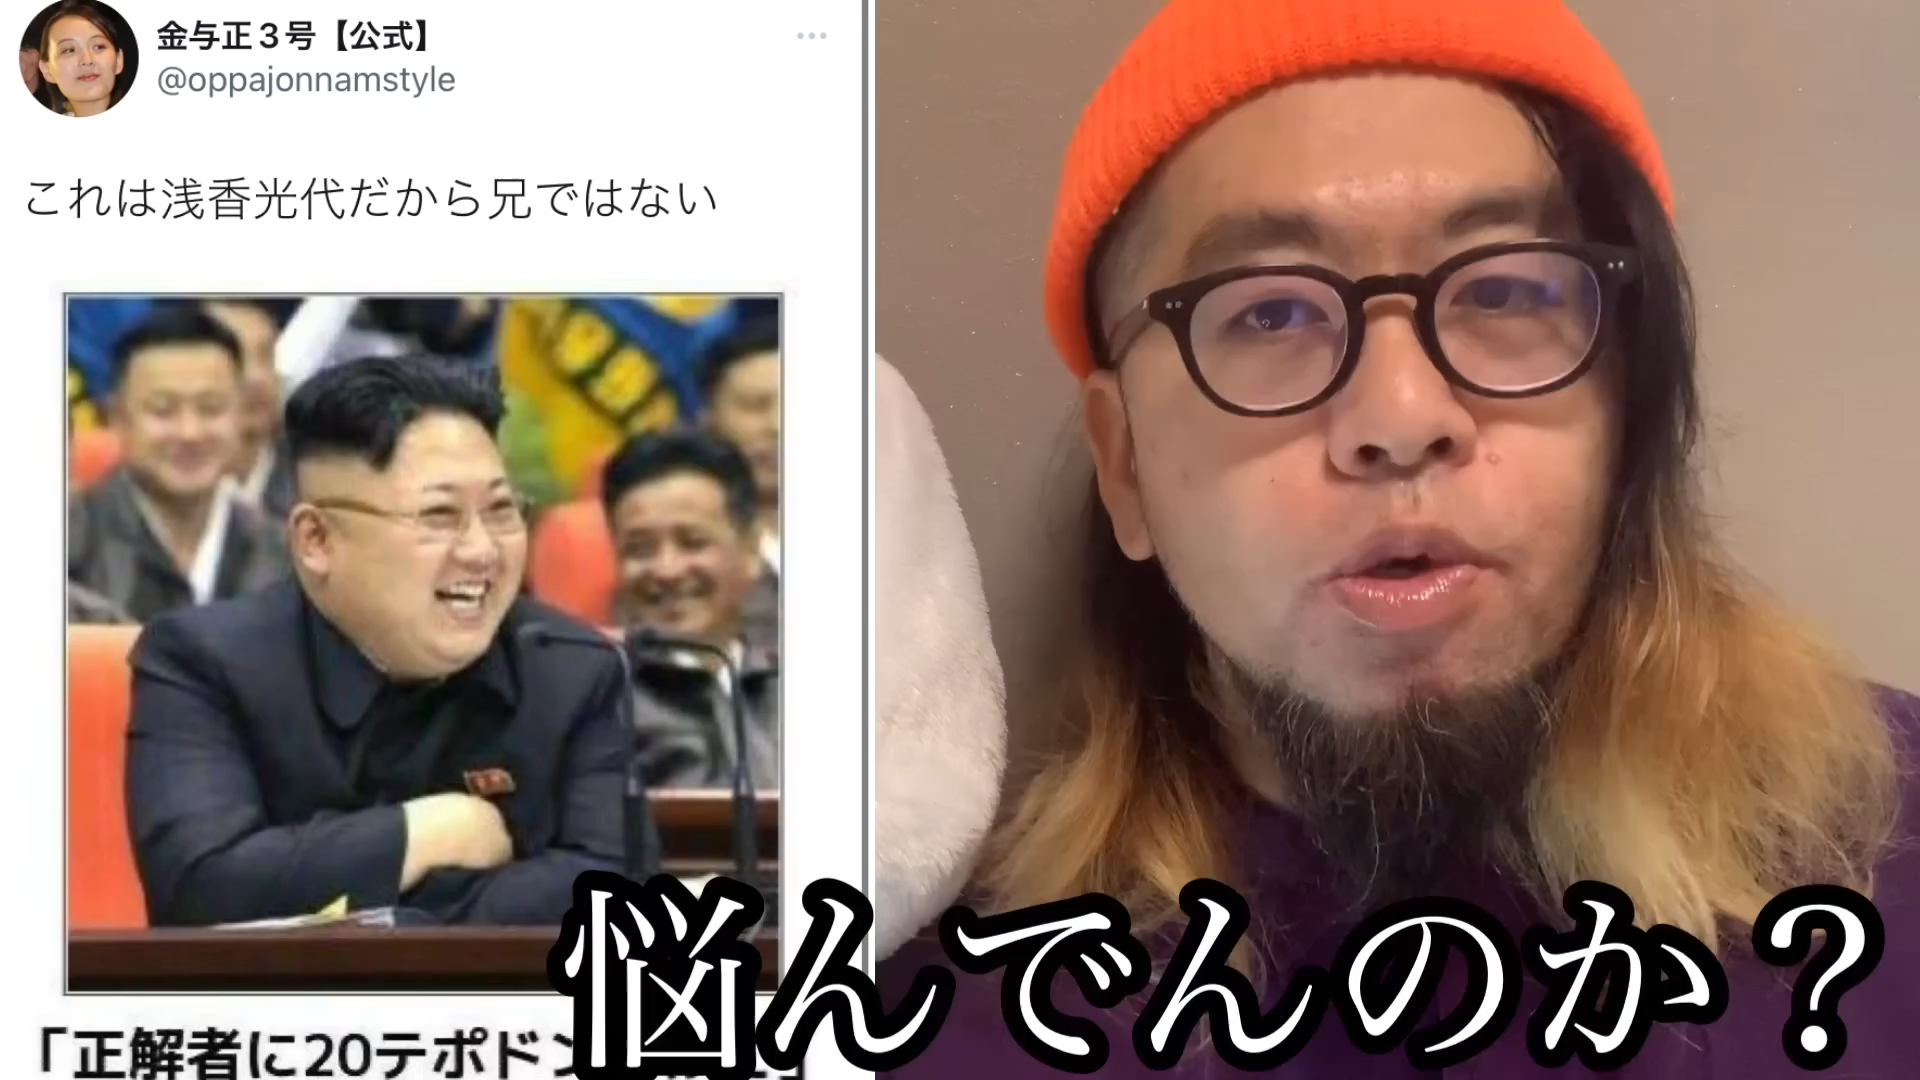 金与正3号【公式】
@oppajonnamstyle
これは浅香光代だから兄ではない
「正解者に20テポドン
悩んでんのか？